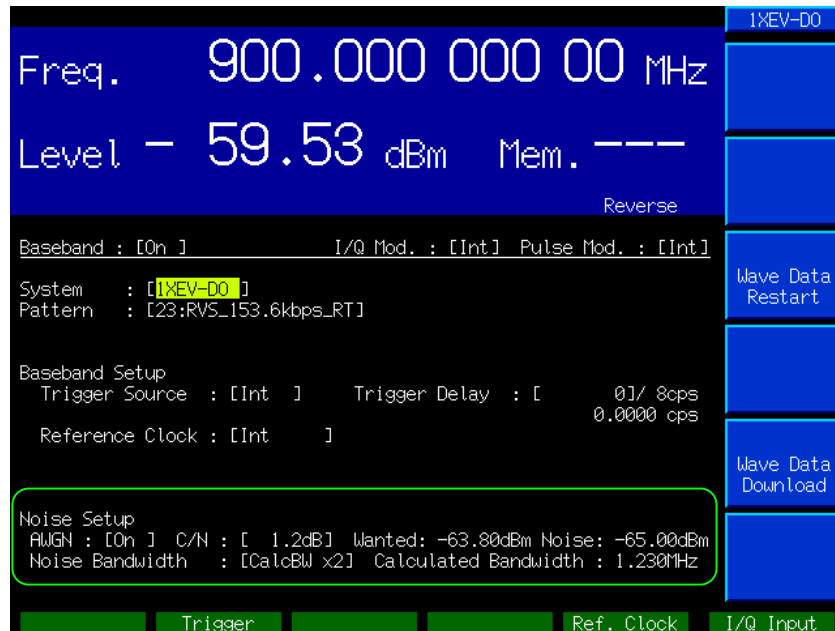 1XEV-DO
Freq. 900.000 000 00 MHz
Level - 59.53 dBm Mem. ---
Reverse
Baseband : [On ] I/Q Mod. : [Int] Pulse Mod. : [Int]
System : [1XEV-DO ]
Pattern : [23:RVS_153.6kbps_RT]
Wave Data
Restart
Baseband Setup
Trigger Source : [Int ] Trigger Delay : [ 0]/ 8cps
0.0000 cps
Reference Clock : [Int ]
Wave Data
Download
Noise Setup
AWGN : [On ] C/N : [ 1.2dB] Wanted: -63.80dBm Noise: -65.00dBm
Noise Bandwidth : [CalcBW x2] Calculated Bandwidth : 1.230MHz
Trigger Ref. Clock I/Q Input